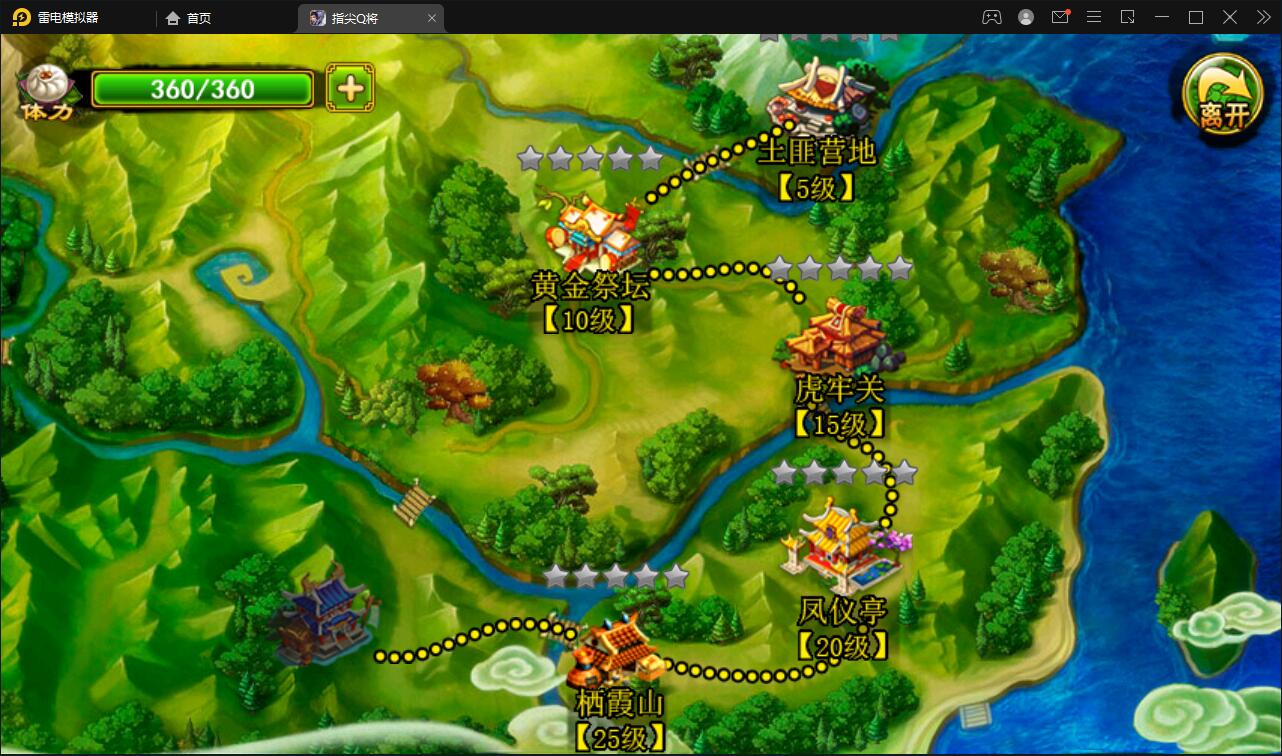 雷电模拟器
首页
指尖Q将
体力
360/360
离开
土匪营地
【5级】
黄金祭坛
【10级】
虎牢关
【15级】
凤仪亭
【20级】
栖霞山
【25级】